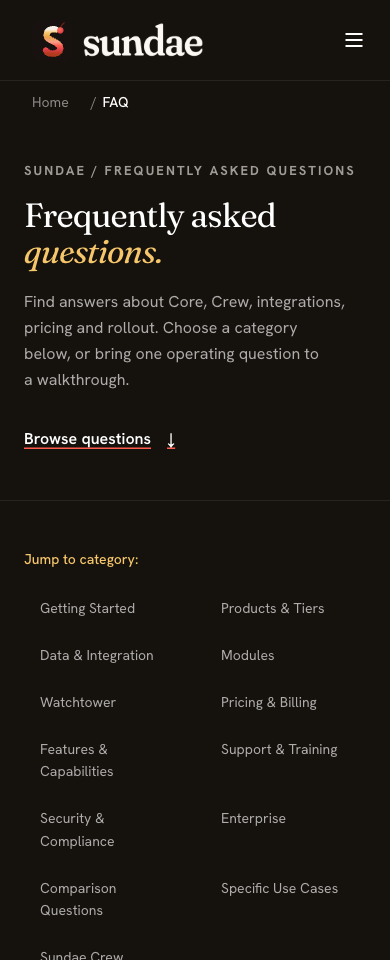 sundae
Home / FAQ
SUNDAE / FREQUENTLY ASKED QUESTIONS
Frequently asked
questions.
Find answers about Core, Crew, integrations,
pricing and rollout. Choose a category
below, or bring one operating question to
a walkthrough.
Browse questions ↓
Jump to category:
Getting Started
Products & Tiers
Data & Integration
Modules
Watchtower
Pricing & Billing
Features &
Capabilities
Support & Training
Security &
Compliance
Enterprise
Comparison
Questions
Specific Use Cases
Sundae Crew